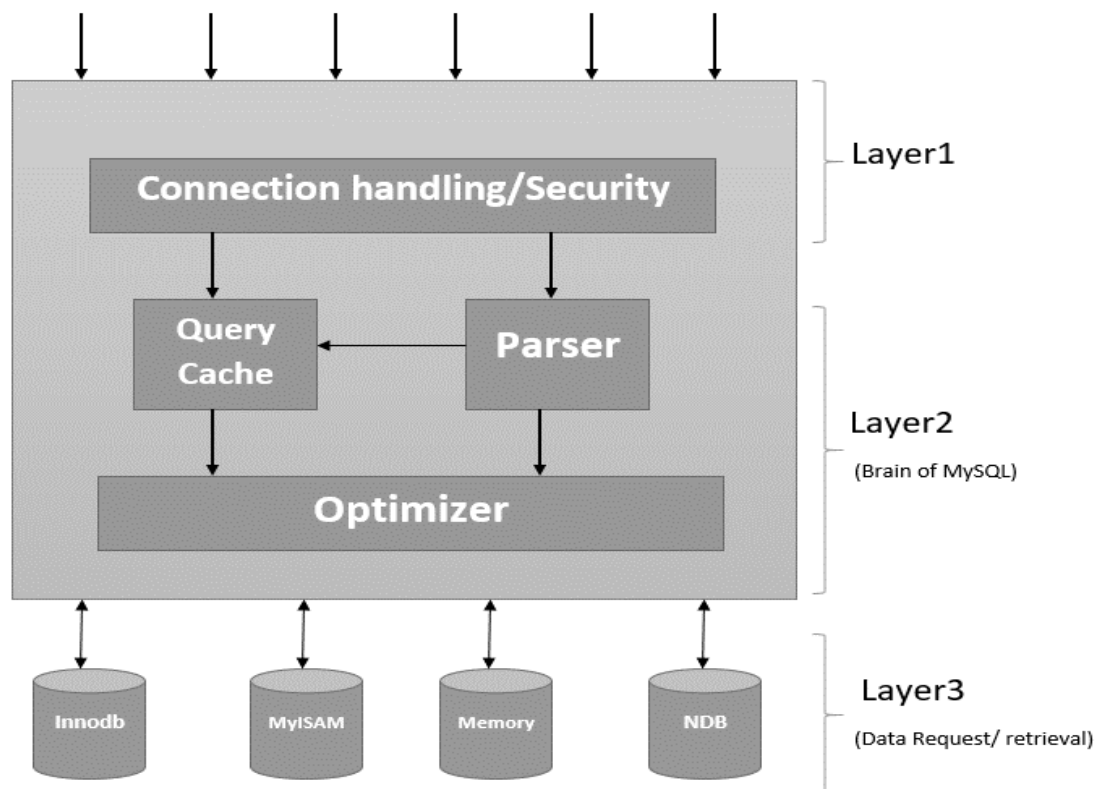 Layer1
Connection handling/Security
Query
Cache
Parser
Layer2
(Brain of MySQL)
Optimizer
Innodb
MyISAM
Memory
NDB
Layer3
(Data Request/ retrieval)